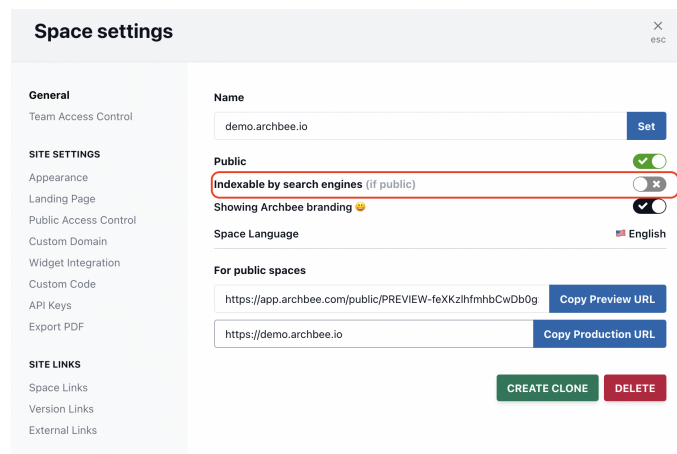 Space settings
esc
General
Team Access Control
SITE SETTINGS
Appearance
Landing Page
Public Access Control
Custom Domain
Widget Integration
Custom Code
API Keys
Export PDF
SITE LINKS
Space Links
Version Links
External Links
Name
demo.archbee.io Set
Public
Indexable by search engines (if public)
Showing Archbee branding 😀
Space Language 🇺🇸 English
For public spaces
https://app.archbee.com/public/PREVIEW-feXKzlhfmhbCwDb0g Copy Preview URL
https://demo.archbee.io Copy Production URL
CREATE CLONE DELETE